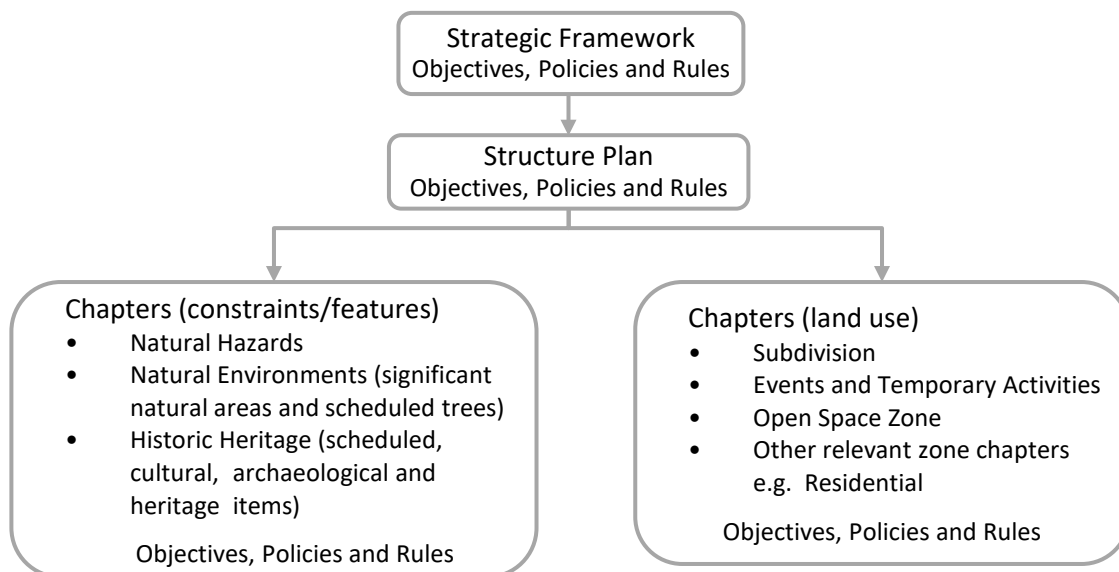 Strategic Framework
Objectives, Policies and Rules
Structure Plan
Objectives, Policies and Rules
Chapters (constraints/features)
• Natural Hazards
• Natural Environments (significant
natural areas and scheduled trees)
• Historic Heritage (scheduled,
cultural, archaeological and
heritage items)
Objectives, Policies and Rules
Chapters (land use)
• Subdivision
• Events and Temporary Activities
• Open Space Zone
• Other relevant zone chapters
e.g. Residential
Objectives, Policies and Rules